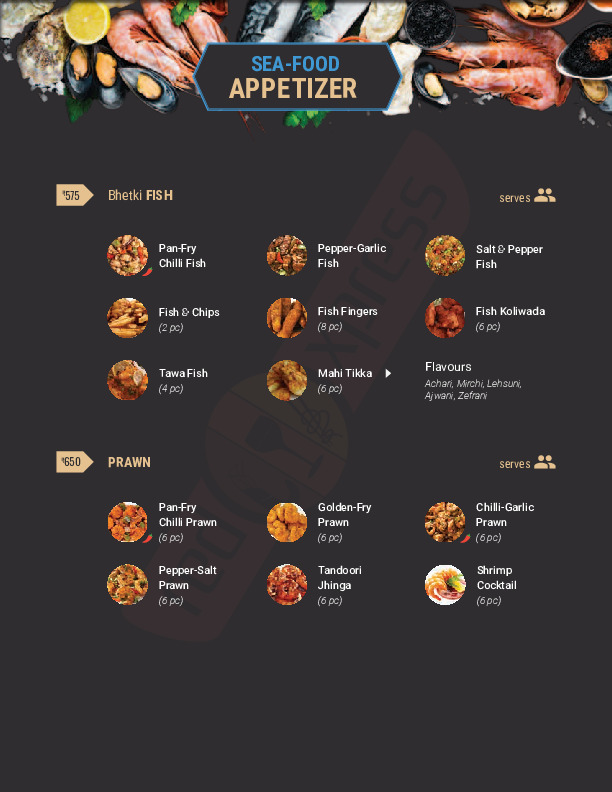 SEA-FOOD
APPETIZER
₹575
Bhetki FISH
serves
Pan-Fry
Chilli Fish
Pepper-Garlic
Fish
Salt & Pepper
Fish
Fish & Chips
(2 pc)
Fish Fingers
(8 pc)
Fish Koliwada
(6 pc)
Tawa Fish
(4 pc)
Mahi Tikka
(6 pc)
Flavours
Achari, Mirchi, Lehsuni,
Ajwani, Zefrani
₹650
PRAWN
serves
Pan-Fry
Chilli Prawn
(6 pc)
Golden-Fry
Prawn
(6 pc)
Chilli-Garlic
Prawn
(6 pc)
Pepper-Salt
Prawn
(6 pc)
Tandoori
Jhinga
(6 pc)
Shrimp
Cocktail
(6 pc)